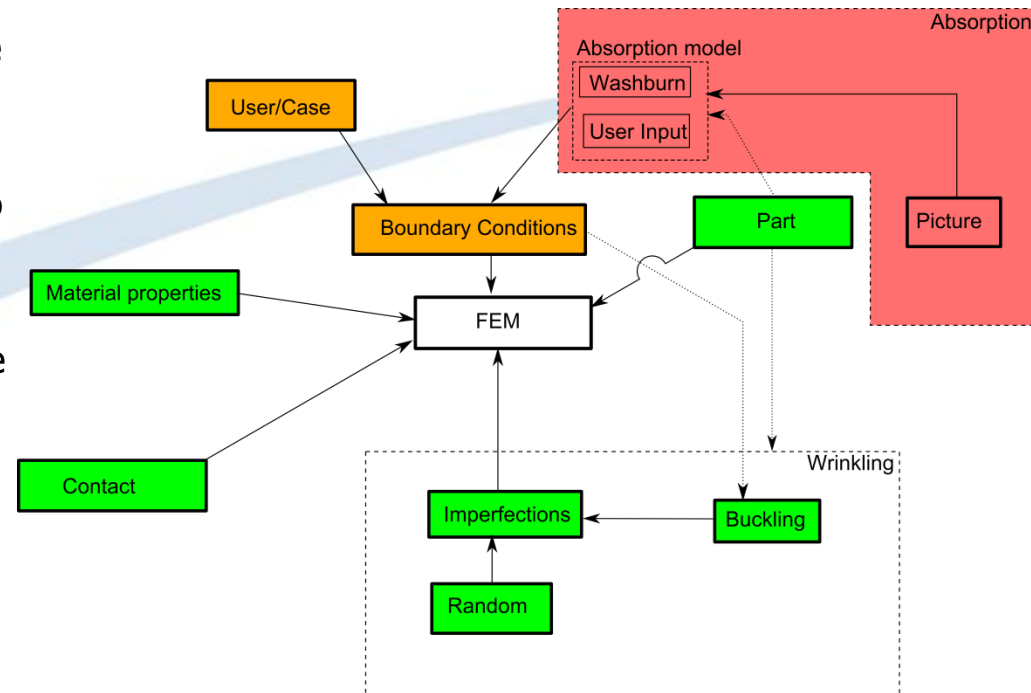 e
Absorption
Absorption model
Washburn
User/Case
User Input
o
Boundary Conditions
Part
Picture
Material properties
FEM
e
Wrinkling
Contact
Imperfections
Buckling
Random